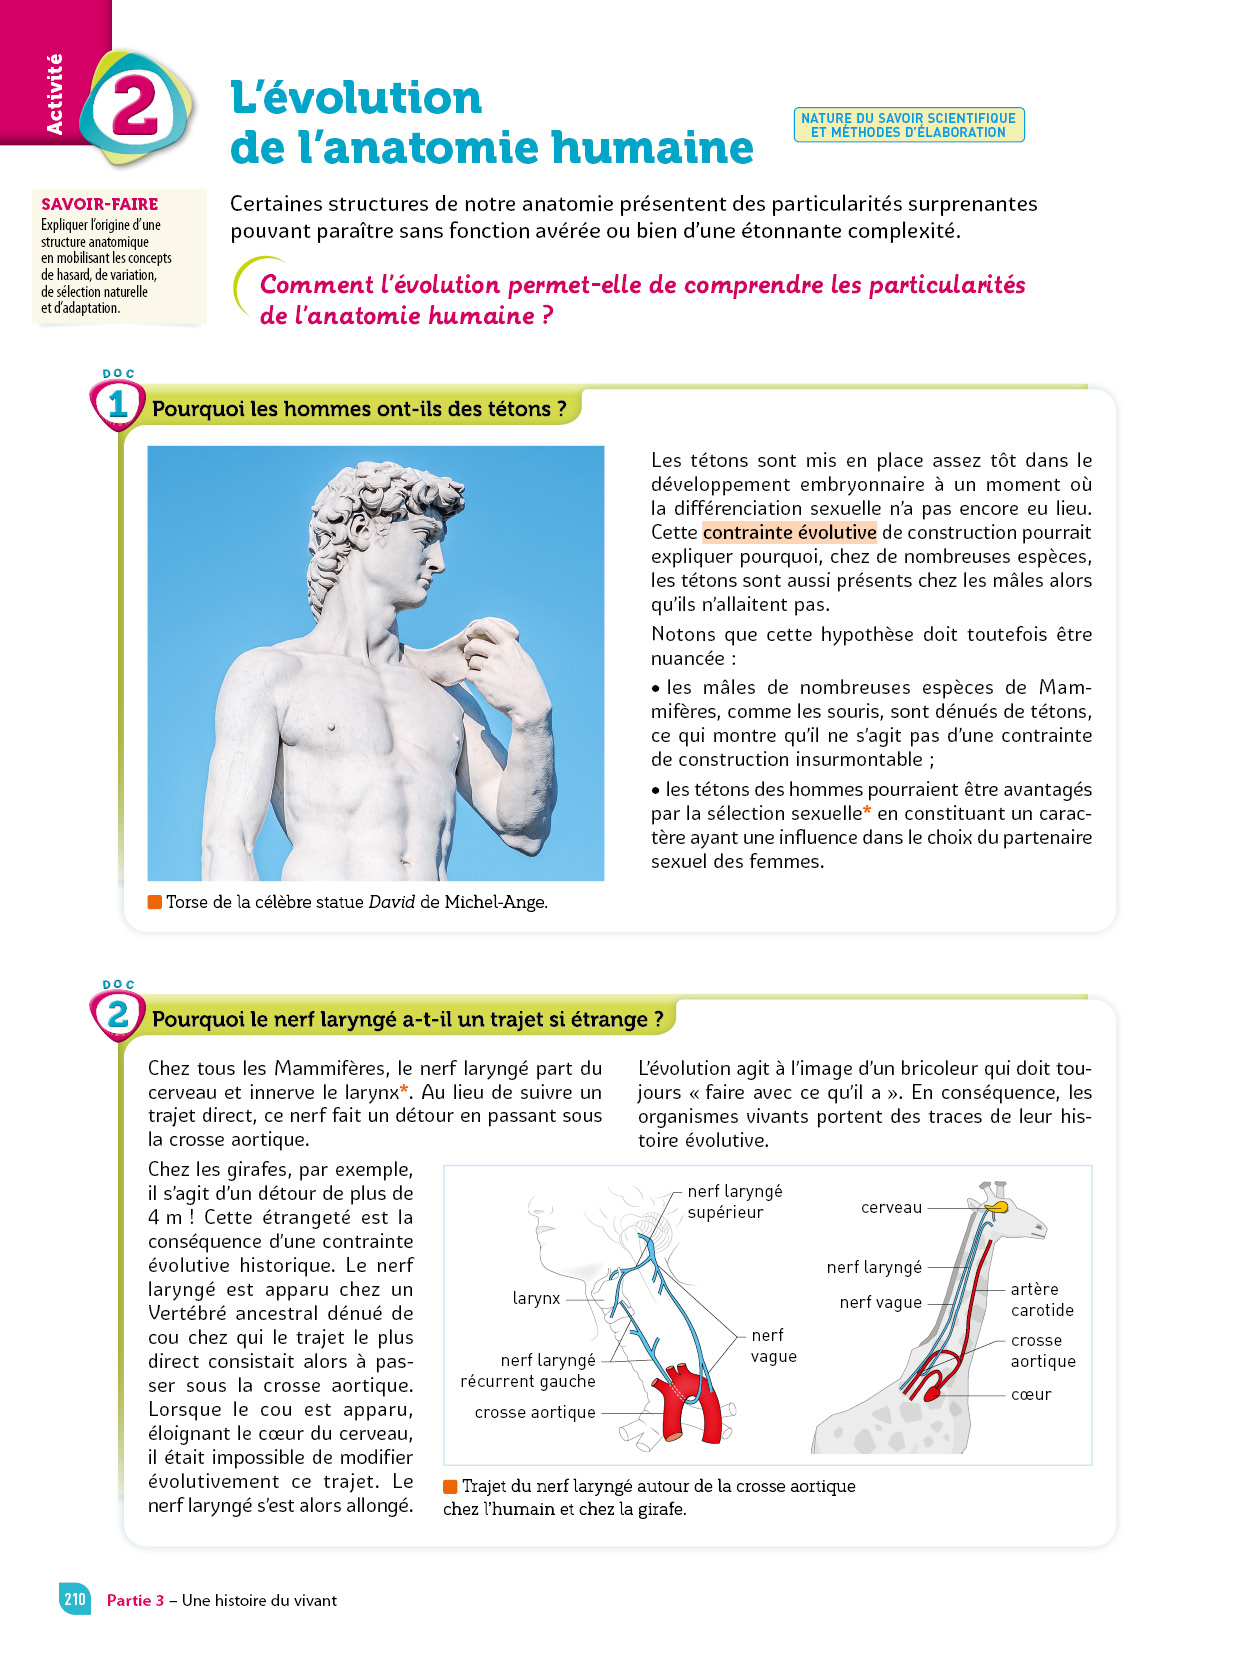 Activité
2
L'évolution
de l'anatomie humaine
NATURE DU SAVOIR SCIENTIFIQUE
ET MÉTHODES D'ÉLABORATION
SAVOIR-FAIRE
Expliquer l'origine d'une
structure anatomique
en mobilisant les concepts
de hasard, de variation,
de sélection naturelle
et d'adaptation.
Certaines structures de notre anatomie présentent des particularités surprenantes
pouvant paraître sans fonction avérée ou bien d'une étonnante complexité.
Comment l'évolution permet-elle de comprendre les particularités
de l'anatomie humaine ?
DOC
1
Pourquoi les hommes ont-ils des tétons ?
Les tétons sont mis en place assez tôt dans le
développement embryonnaire à un moment où
la différenciation sexuelle n'a pas encore eu lieu.
Cette contrainte évolutive de construction pourrait
expliquer pourquoi, chez de nombreuses espèces,
les tétons sont aussi présents chez les mâles alors
qu'ils n'allaitent pas.
Notons que cette hypothèse doit toutefois être
nuancée :
• les mâles de nombreuses espèces de Mam-
mifères, comme les souris, sont dénués de tétons,
ce qui montre qu'il ne s'agit pas d'une contrainte
de construction insurmontable ;
• les tétons des hommes pourraient être avantagés
par la sélection sexuelle* en constituant un carac-
tère ayant une influence dans le choix du partenaire
sexuel des femmes.
Torse de la célèbre statue David de Michel-Ange.
DOC
2
Pourquoi le nerf laryngé a-t-il un trajet si étrange ?
Chez tous les Mammifères, le nerf laryngé part du
cerveau et innerve le larynx*. Au lieu de suivre un
trajet direct, ce nerf fait un détour en passant sous
la crosse aortique.
Chez les girafes, par exemple,
il s'agit d'un détour de plus de
4 m ! Cette étrangeté est la
conséquence d'une contrainte
évolutive historique. Le nerf
laryngé est apparu chez un
Vertébré ancestral dénué de
cou chez qui le trajet le plus
direct consistait alors à pas-
ser sous la crosse aortique.
Lorsque le cou est apparu,
éloignant le cœur du cerveau,
il était impossible de modifier
évolutivement ce trajet. Le
nerf laryngé s'est alors allongé.
L'évolution agit à l'image d'un bricoleur qui doit tou-
jours « faire avec ce qu'il a ». En conséquence, les
organismes vivants portent des traces de leur his-
toire évolutive.
nerf laryngé
supérieur
larynx
nerf
vague
nerf laryngé
récurrent gauche
crosse aortique
cerveau
nerf laryngé
nerf vague
artère
carotide
crosse
aortique
cœur
Trajet du nerf laryngé autour de la crosse aortique
chez l'humain et chez la girafe.
210
Partie 3 – Une histoire du vivant